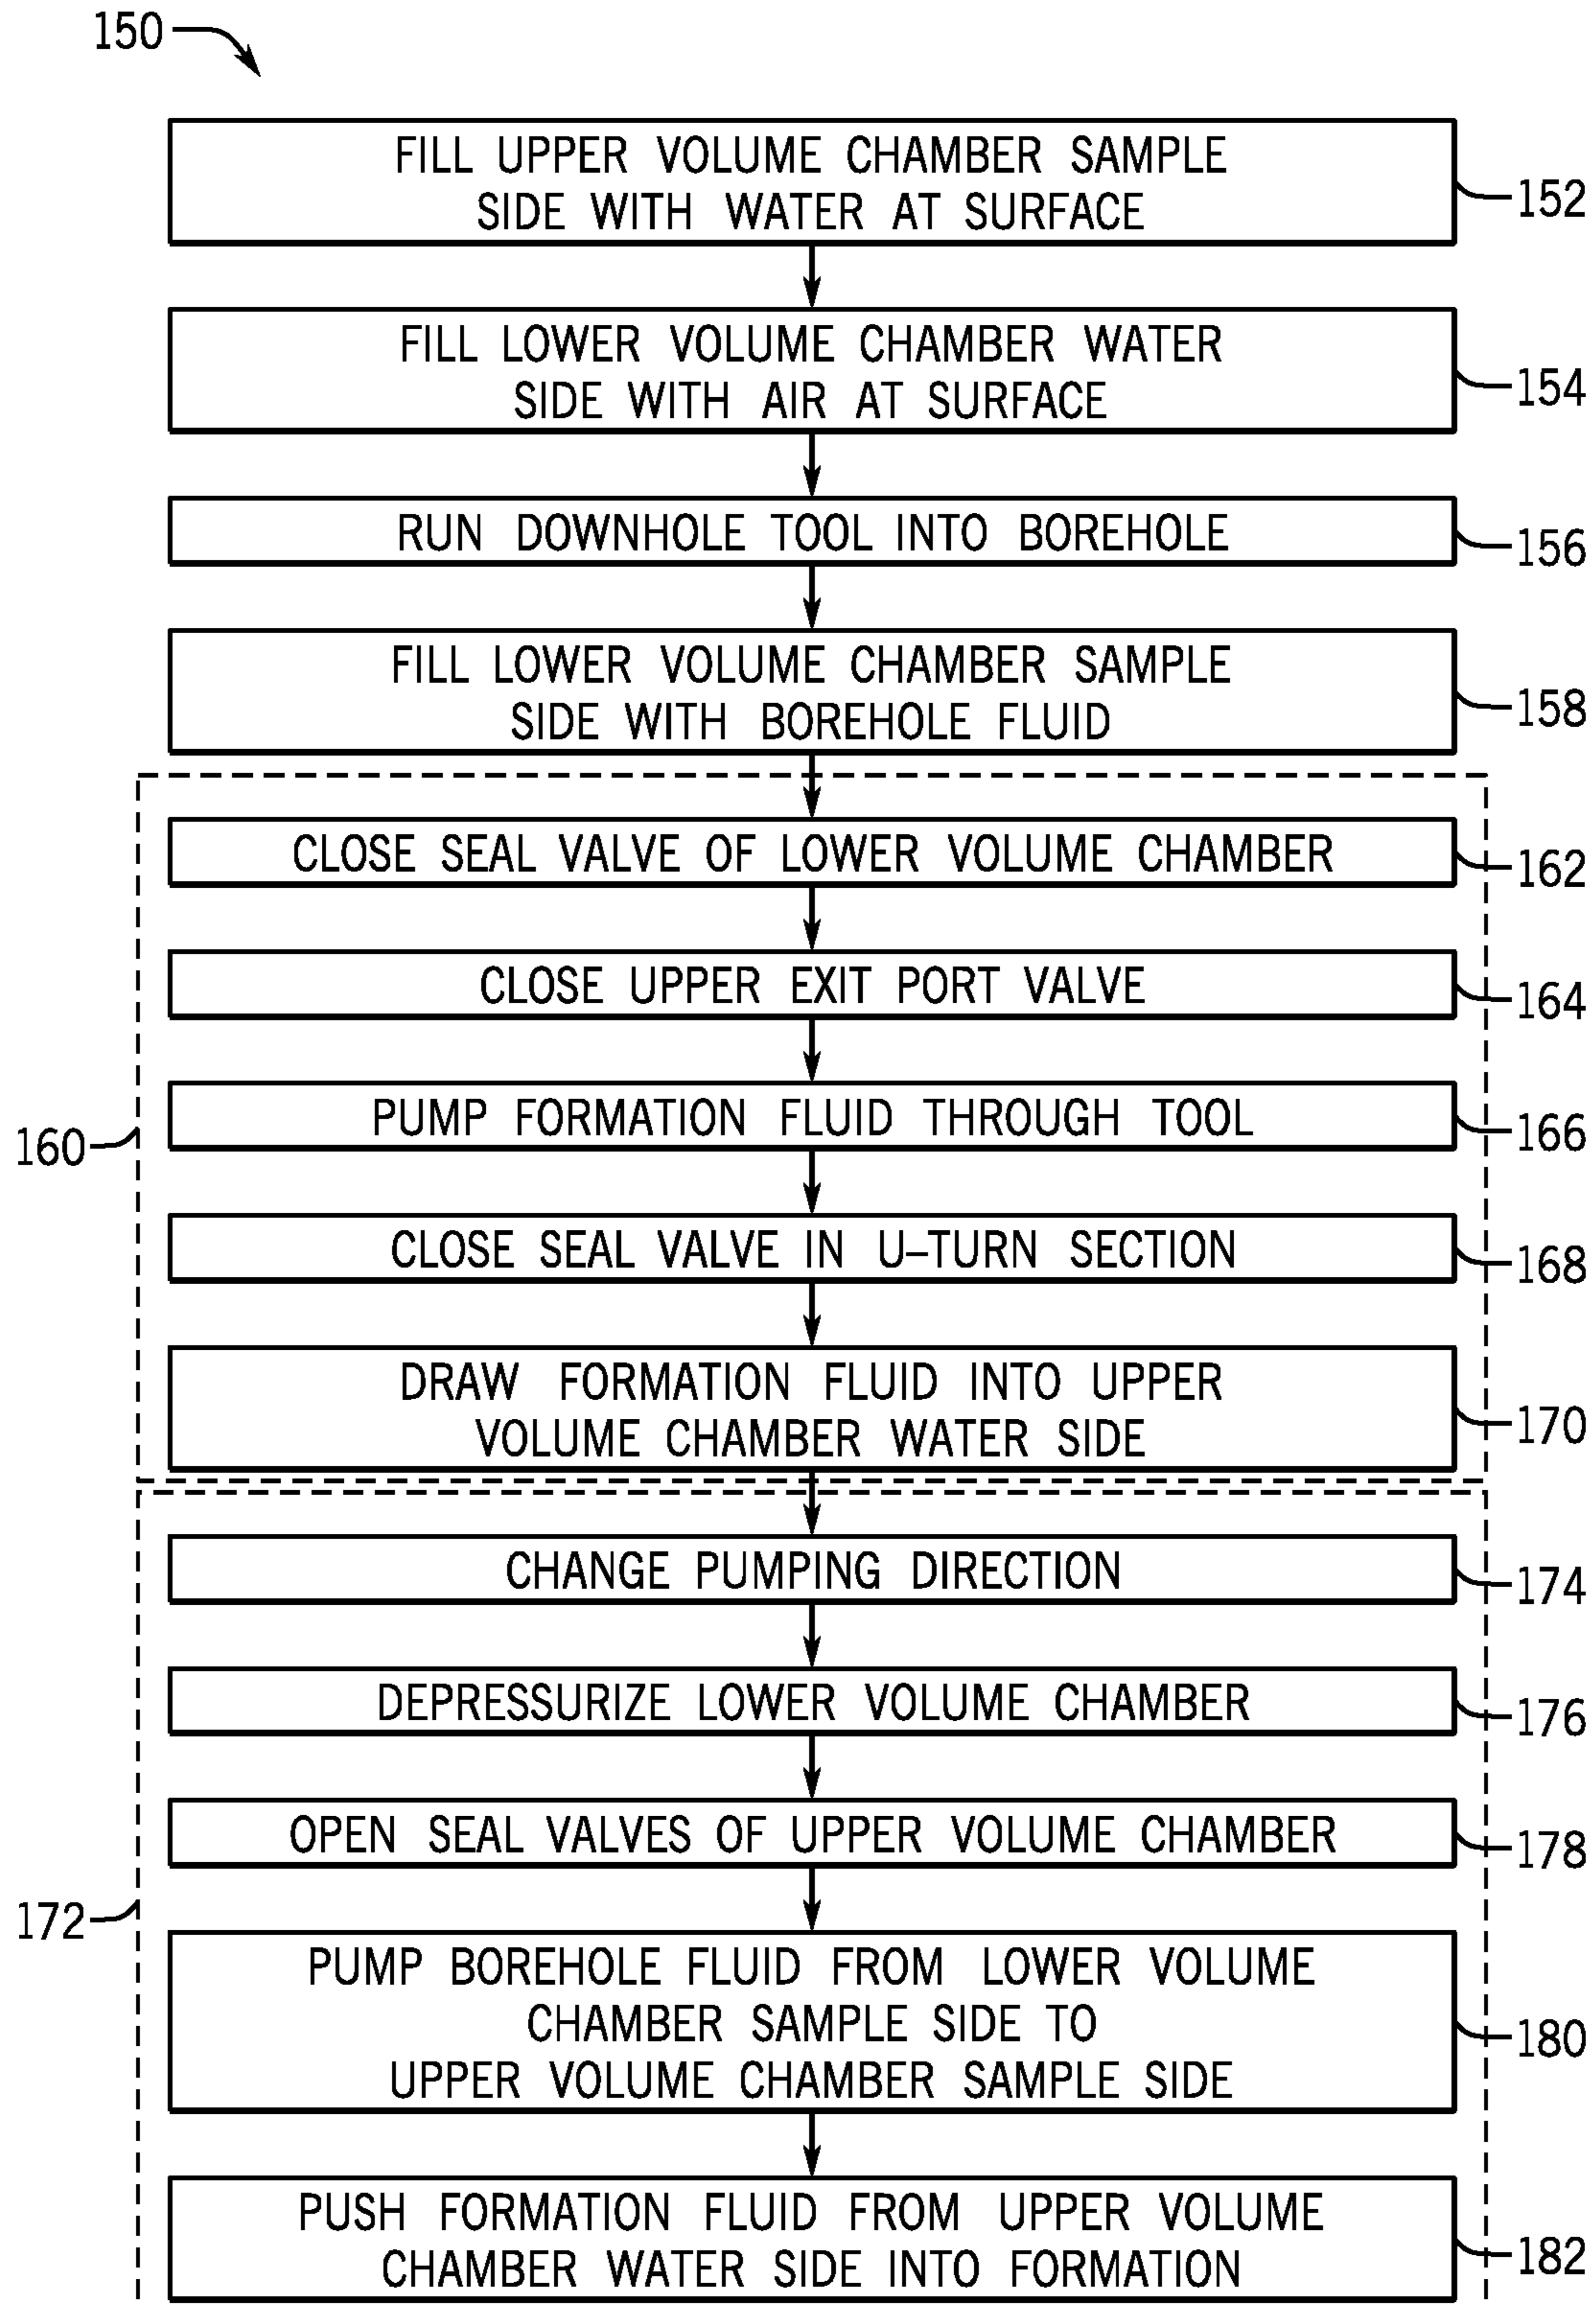 150
FILL UPPER VOLUME CHAMBER SAMPLE
SIDE WITH WATER AT SURFACE
152
FILL LOWER VOLUME CHAMBER WATER
SIDE WITH AIR AT SURFACE
154
RUN DOWNHOLE TOOL INTO BOREHOLE
156
FILL LOWER VOLUME CHAMBER SAMPLE
SIDE WITH BOREHOLE FLUID
158
160
CLOSE SEAL VALVE OF LOWER VOLUME CHAMBER
162
CLOSE UPPER EXIT PORT VALVE
164
PUMP FORMATION FLUID THROUGH TOOL
166
CLOSE SEAL VALVE IN U-TURN SECTION
168
DRAW FORMATION FLUID INTO UPPER
VOLUME CHAMBER WATER SIDE
170
172
CHANGE PUMPING DIRECTION
174
DEPRESSURIZE LOWER VOLUME CHAMBER
176
OPEN SEAL VALVES OF UPPER VOLUME CHAMBER
178
PUMP BOREHOLE FLUID FROM LOWER VOLUME
CHAMBER SAMPLE SIDE TO
UPPER VOLUME CHAMBER SAMPLE SIDE
180
PUSH FORMATION FLUID FROM UPPER VOLUME
CHAMBER WATER SIDE INTO FORMATION
182